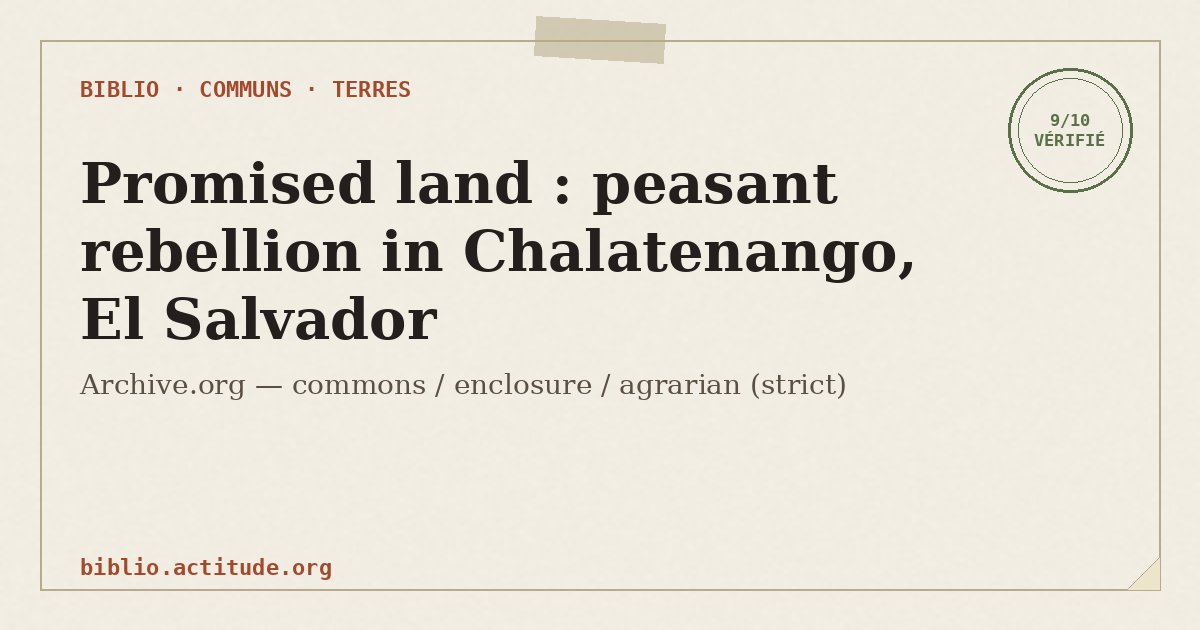 BIBLIO · COMMUNS · TERRES
9/10
VÉRIFIÉ
Promised land : peasant
rebellion in Chalatenango,
El Salvador
Archive.org — commons / enclosure / agrarian (strict)
biblio.actitude.org